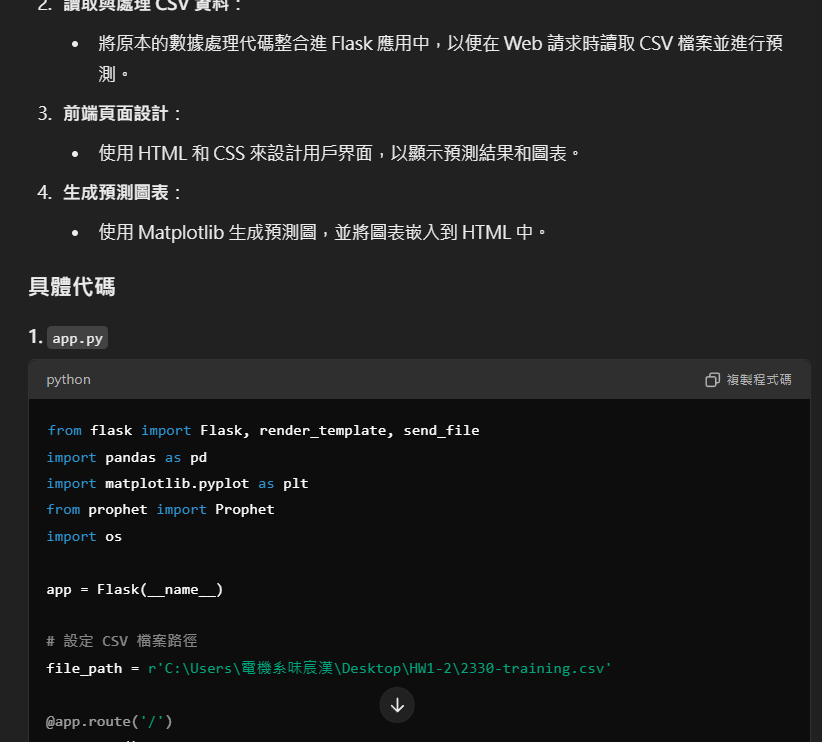 2. 讀取與處理 CSV 資料：
• 將原本的數據處理代碼整合進 Flask 應用中，以便在 Web 請求時讀取 CSV 檔案並進行預
測。
3. 前端頁面設計：
• 使用 HTML 和 CSS 來設計用戶界面，以顯示預測結果和圖表。
4. 生成預測圖表：
• 使用 Matplotlib 生成預測圖，並將圖表嵌入到 HTML 中。
具體代碼
1. app.py
python 複製程式碼
from flask import Flask, render_template, send_file
import pandas as pd
import matplotlib.pyplot as plt
from prophet import Prophet
import os
app = Flask(__name__)
# 設定 CSV 檔案路徑
file_path = r'C:\Users\電機系味宸漢\Desktop\HW1-2\2330-training.csv'
@app.route('/')